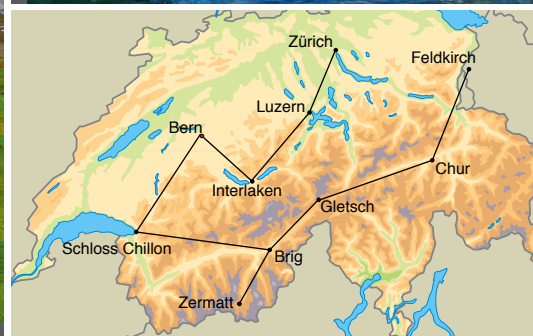 Zürich
Feldkirch
Luzern
Bern
Chur
Interlaken
Gletsch
Schloss Chillon
Brig
Zermatt